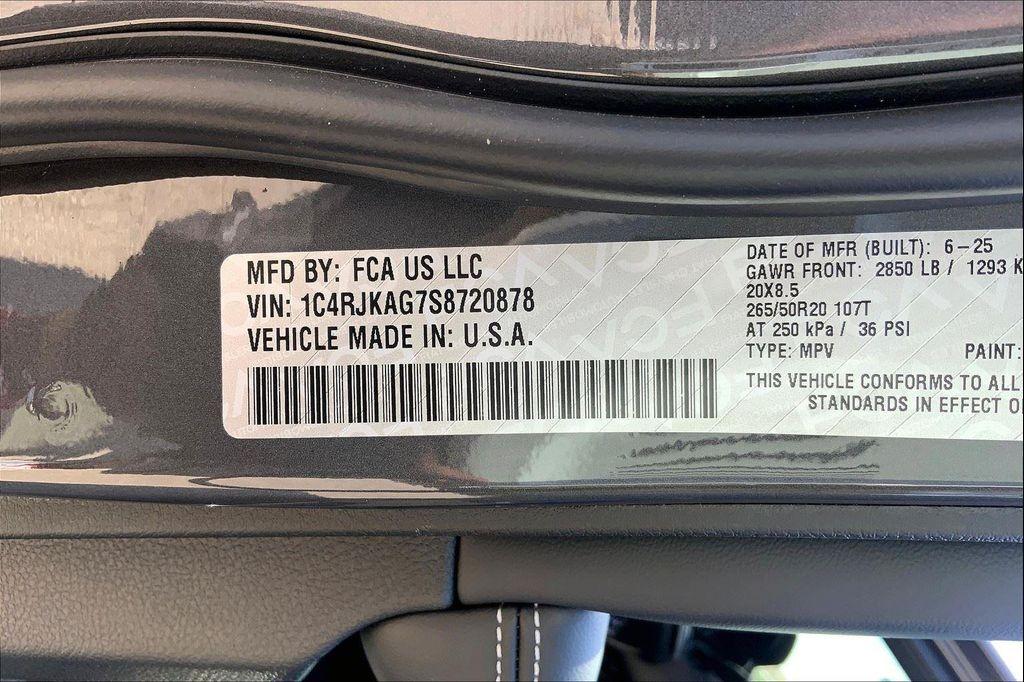 MFD BY: FCA US LLC
VIN: 1C4RJKAG7S8720878
VEHICLE MADE IN: U.S.A.
DATE OF MFR (BUILT): 6-25
GAWR FRONT: 2850 LB / 1293 K
20X8.5
265/50R20 107T
AT 250 kPa / 36 PSI
TYPE: MPV PAINT:
THIS VEHICLE CONFORMS TO ALL
STANDARDS IN EFFECT O